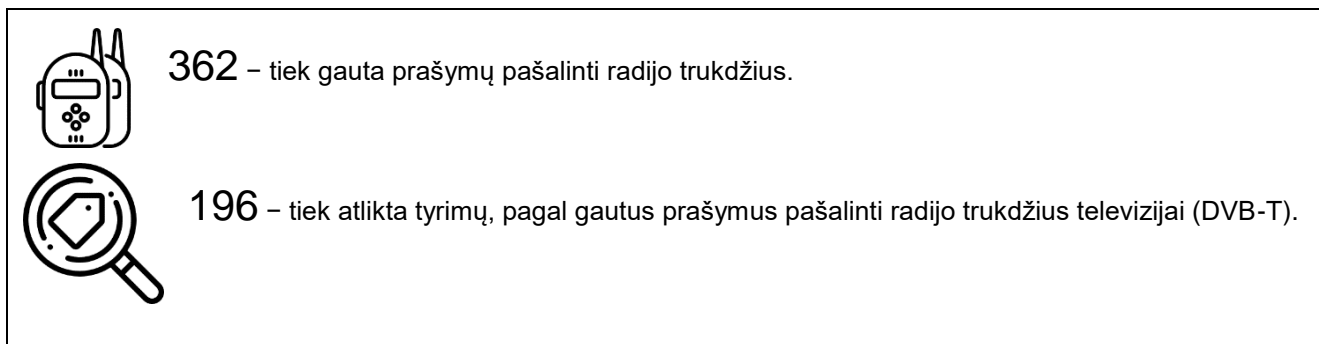 362 – tiek gauta prašymų pašalinti radijo trukdžius.
196 – tiek atlikta tyrimų, pagal gautus prašymus pašalinti radijo trukdžius televizijai (DVB-T).